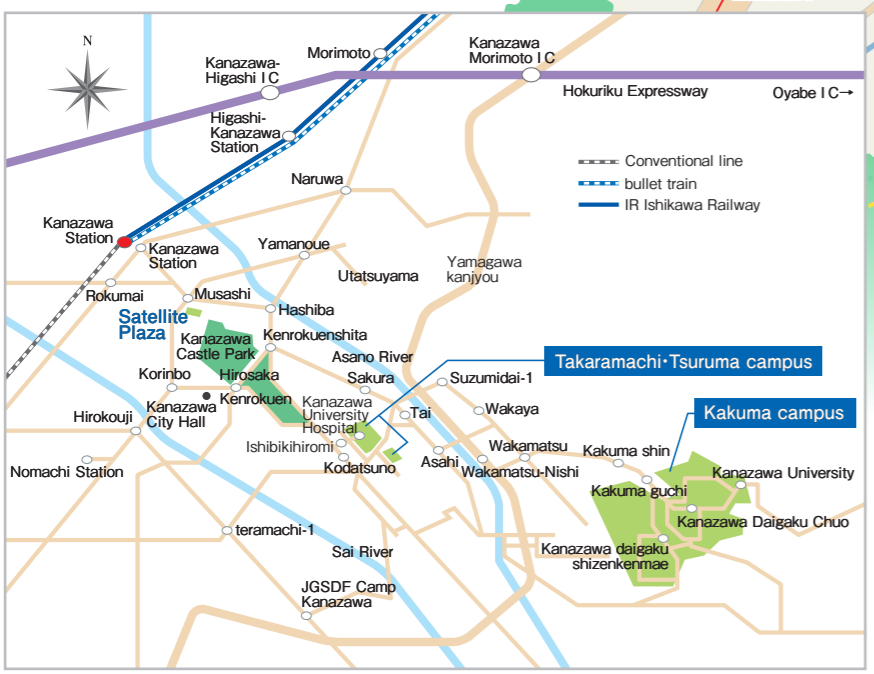 N
Morimoto
Kanazawa
Morimoto I C
Kanazawa-
Higashi I C
Hokuriku Expressway
Oyabe I C→
Higashi-
Kanazawa
Station
Conventional line
bullet train
IR Ishikawa Railway
Naruwa
Kanazawa
Station
Kanazawa
Station
Yamanoue
Yamagawa
kanjyou
Utatsuyama
Rokumai
Musashi
Hashiba
Satellite
Plaza
Kanazawa
Castle Park
Kenrokuenshita
Asano River
Takaramachi・Tsuruma campus
Korinbo
Hirosaka
Sakura
Suzumidai-1
Kenrokuen
Kanazawa
City Hall
Kanazawa
University
Hospital
Tai
Wakaya
Kakuma campus
Hirokouji
Ishibikihiromi
Wakamatsu
Kakuma shin
Nomachi Station
Kodatsuno
Asahi
Wakamatsu-Nishi
Kanazawa University
Kakuma guchi
Kanazawa Daigaku Chuo
teramachi-1
Sai River
Kanazawa daigaku
shizenkenmae
JGSDF Camp
Kanazawa